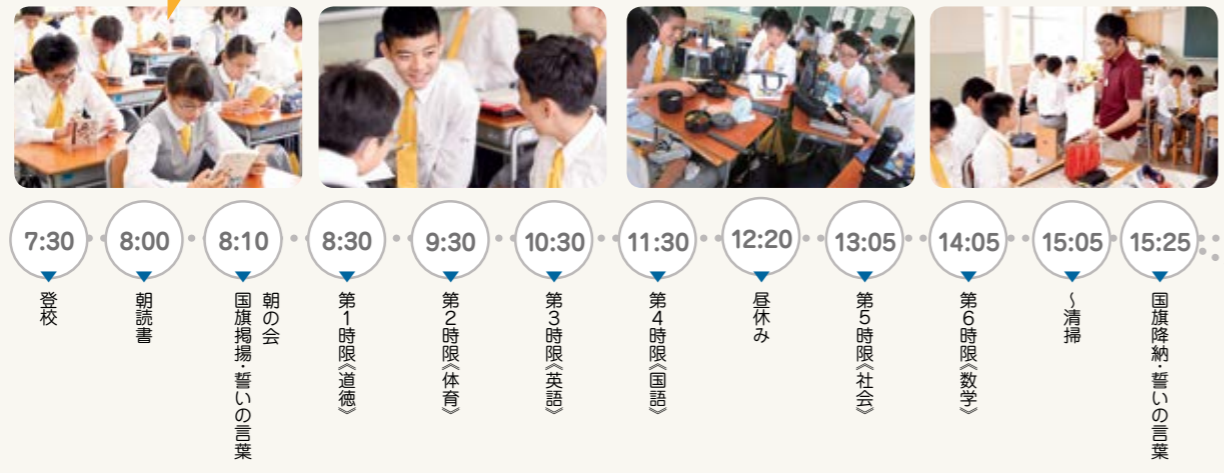 7:30
登校
8:00
朝読書
8:10
朝の会
国旗掲揚・誓いの言葉
8:30
第1時限《道徳》
9:30
第2時限《体育》
10:30
第3時限《英語》
11:30
第4時限《国語》
12:20
昼休み
13:05
第5時限《社会》
14:05
第6時限《数学》
15:05
～清掃
15:25
国旗降納・誓いの言葉